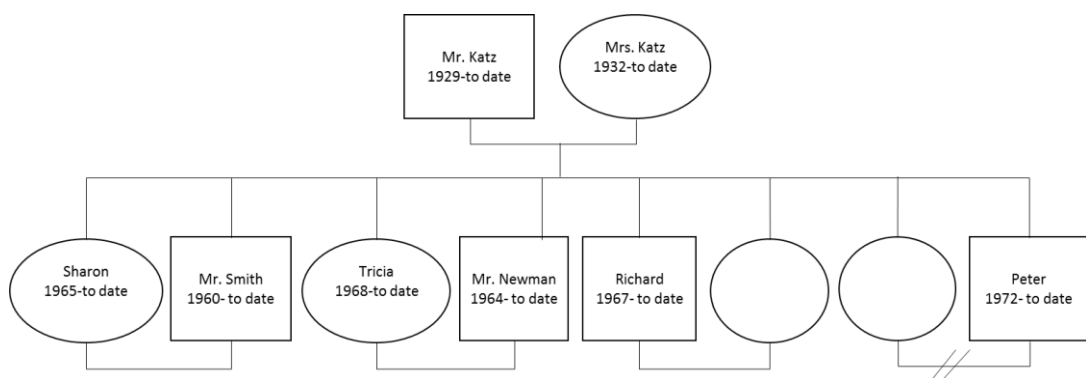 Mr. Katz
1929-to date
Mrs. Katz
1932-to date
Sharon
1965-to date
Mr. Smith
1960- to date
Tricia
1968-to date
Mr. Newman
1964- to date
Richard
1967- to date
Peter
1972- to date